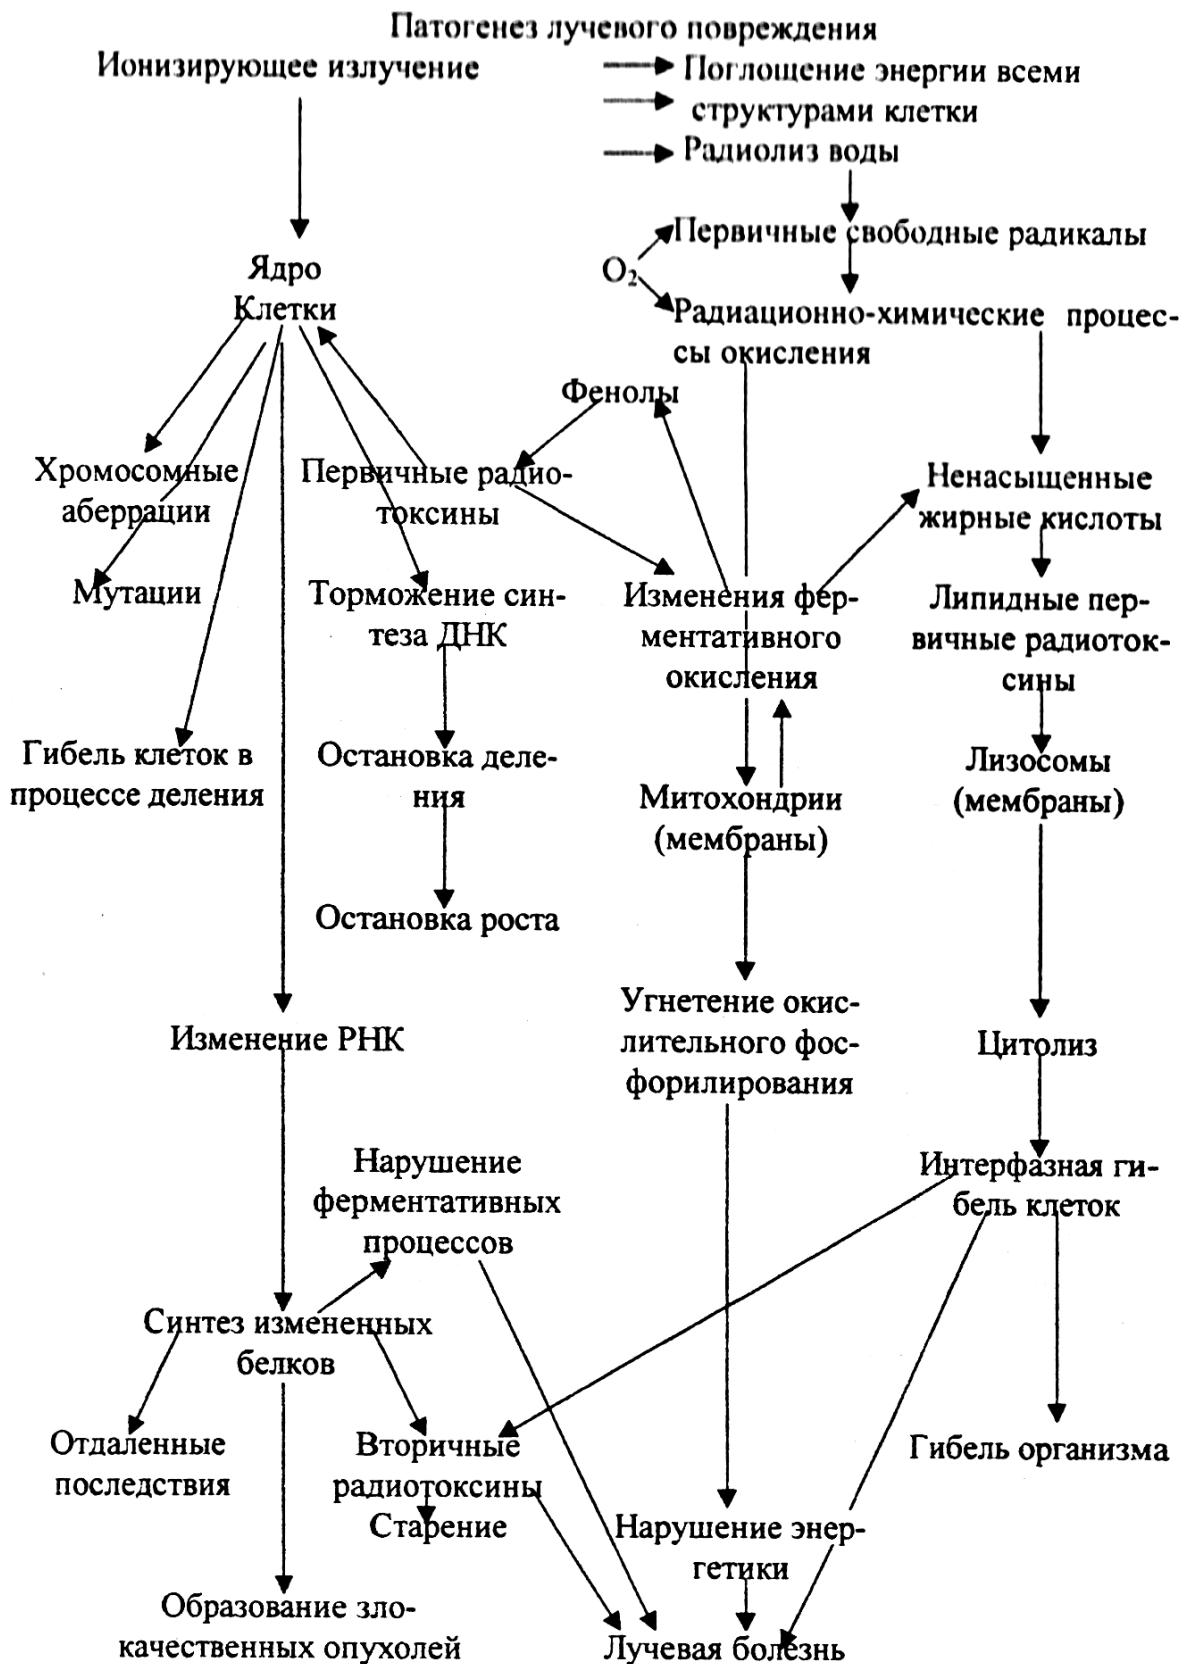 Патогенез лучевого повреждения
Ионизирующее излучение
Поглощение энергии всеми
структурами клетки
Радиолиз воды
Первичные свободные радикалы
O₂
Ядро
Клетки
Радиационно-химические процес-
сы окисления
Фенолы
Хромосомные
аберрации
Первичные радио-
токсины
Ненасыщенные
жирные кислоты
Мутации
Торможение син-
теза ДНК
Изменения фер-
ментативного
окисления
Липидные пер-
вичные радиоток-
сины
Гибель клеток в
процессе деления
Остановка деле-
ния
Митохондрии
(мембраны)
Лизосомы
(мембраны)
Остановка роста
Изменение РНК
Угнетение окис-
лительного фос-
форилирования
Цитолиз
Нарушение
ферментативных
процессов
Интерфазная ги-
бель клеток
Синтез измененных
белков
Отдаленные
последствия
Вторичные
радиотоксины
Старение
Гибель организма
Нарушение энер-
гетики
Образование зло-
качественных опухолей
Лучевая болезнь